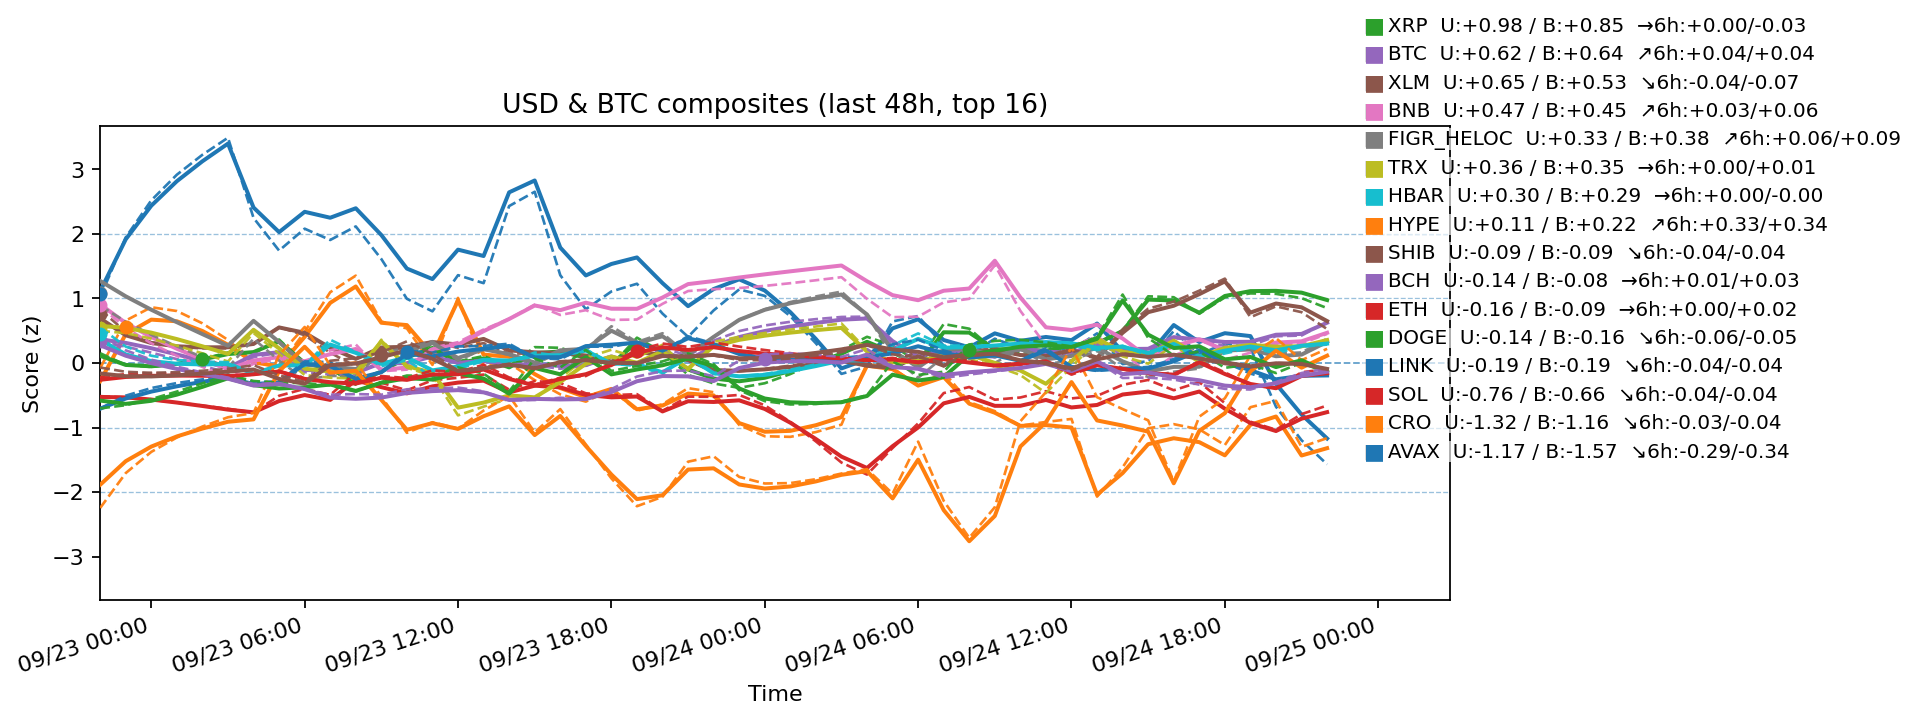 XRP  U:+0.98 / B:+0.85  →6h:+0.00/-0.03
BTC  U:+0.62 / B:+0.64  ↗6h:+0.04/+0.04
XLM  U:+0.65 / B:+0.53  ↘6h:-0.04/-0.07
BNB  U:+0.47 / B:+0.45  ↗6h:+0.03/+0.06
FIGR_HELOC  U:+0.33 / B:+0.38  ↗6h:+0.06/+0.09
TRX  U:+0.36 / B:+0.35  →6h:+0.00/+0.01
HBAR  U:+0.30 / B:+0.29  →6h:+0.00/-0.00
HYPE  U:+0.11 / B:+0.22  ↗6h:+0.33/+0.34
SHIB  U:-0.09 / B:-0.09  ↘6h:-0.04/-0.04
BCH  U:-0.14 / B:-0.08  →6h:+0.01/+0.03
ETH  U:-0.16 / B:-0.09  →6h:+0.00/+0.02
DOGE  U:-0.14 / B:-0.16  ↘6h:-0.06/-0.05
LINK  U:-0.19 / B:-0.19  ↘6h:-0.04/-0.04
SOL  U:-0.76 / B:-0.66  ↘6h:-0.04/-0.04
CRO  U:-1.32 / B:-1.16  ↘6h:-0.03/-0.04
AVAX  U:-1.17 / B:-1.57  ↘6h:-0.29/-0.34
USD & BTC composites (last 48h, top 16)
Score (z)
3
2
1
0
−1
−2
−3
09/23 00:00
09/23 06:00
09/23 12:00
09/23 18:00
09/24 00:00
09/24 06:00
09/24 12:00
09/24 18:00
09/25 00:00
Time